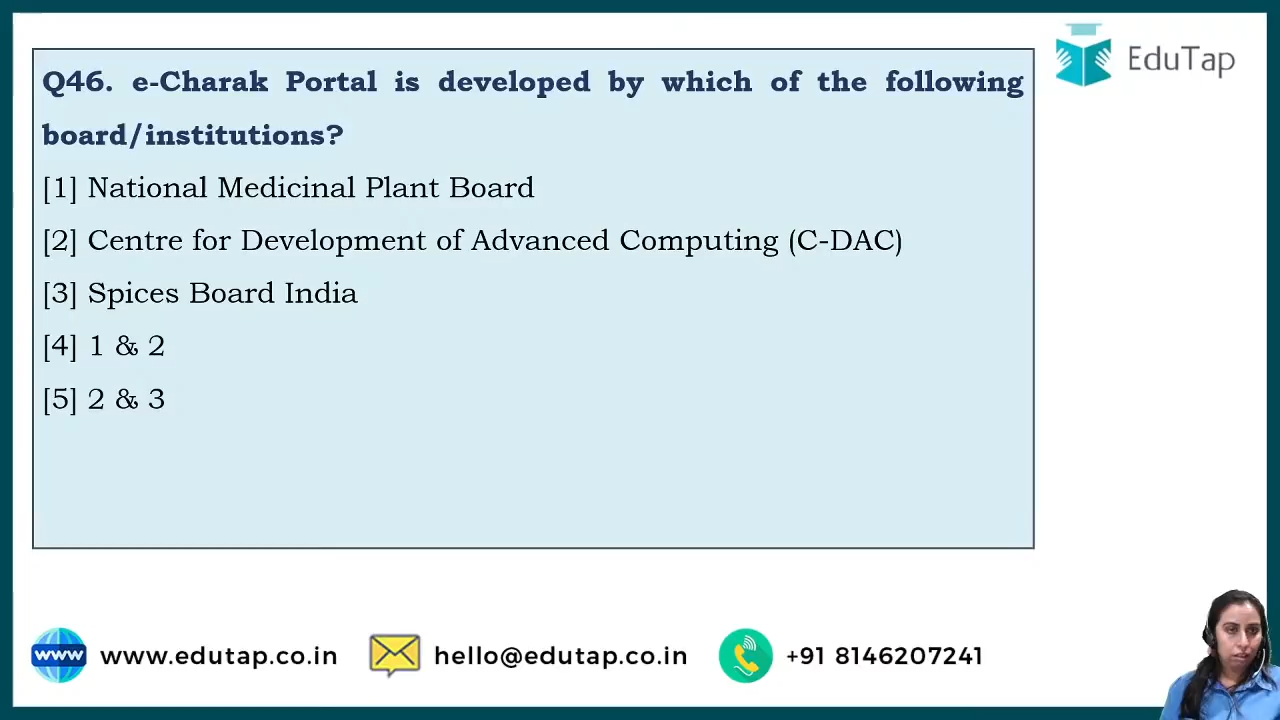 EduTap
Q46. e-Charak Portal is developed by which of the following
board/institutions?
[1] National Medicinal Plant Board
[2] Centre for Development of Advanced Computing (C-DAC)
[3] Spices Board India
[4] 1 & 2
[5] 2 & 3
www www.edutap.co.in hello@edutap.co.in +91 8146207241